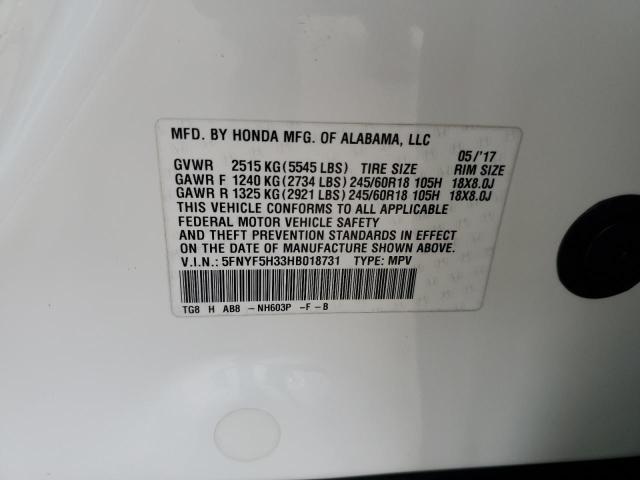 MFD. BY HONDA MFG. OF ALABAMA, LLC
05/'17
GVWR 2515 KG(5545 LBS) TIRE SIZE RIM SIZE
GAWR F 1240 KG(2734 LBS) 245/60R18 105H 18X8.0J
GAWR R 1325 KG(2921 LBS) 245/60R18 105H 18X8.0J
THIS VEHICLE CONFORMS TO ALL APPLICABLE
FEDERAL MOTOR VEHICLE SAFETY
AND THEFT PREVENTION STANDARDS IN EFFECT
ON THE DATE OF MANUFACTURE SHOWN ABOVE.
V.I.N.: 5FNYF5H33HB018731 TYPE: MPV
TG8 H AB8 -NH603P -F-B